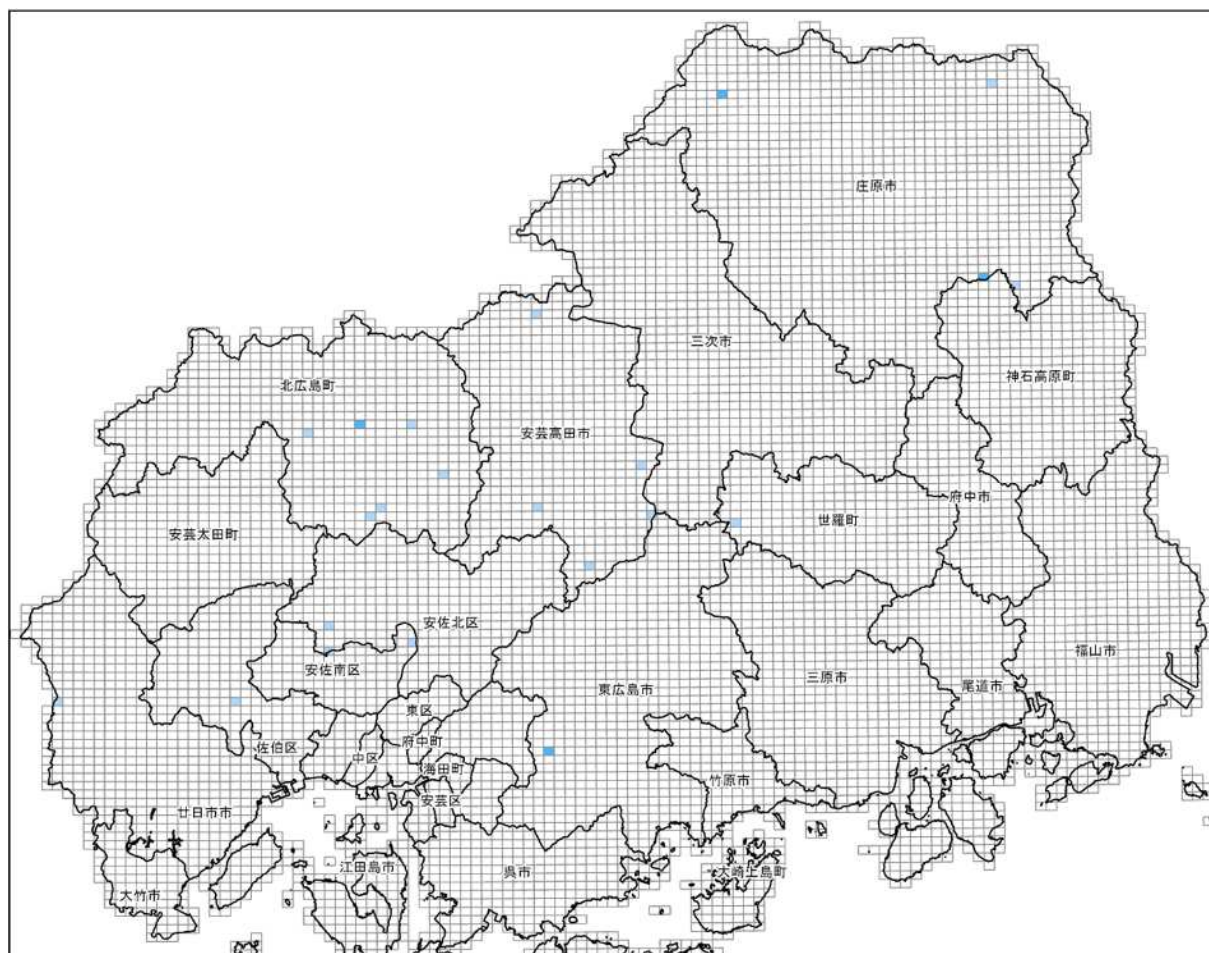 庄原市
三次市
神石高原町
北広島町
安芸高田市
府中市
世羅町
安芸太田町
安佐北区
福山市
安佐南区
三原市
尾道市
東広島市
東区
府中町
佐伯区
中区
海田町
竹原市
安芸区
廿日市市
江田島市
大崎上島町
呉市
大竹市